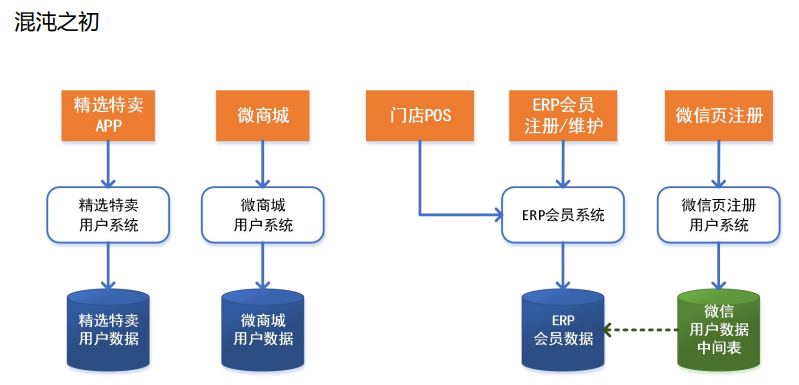 混沌之初
精选特卖
APP
微商城
门店POS
ERP会员
注册/维护
微信页注册
精选特卖
用户系统
微商城
用户系统
ERP会员系统
微信页注册
用户系统
精选特卖
用户数据
微商城
用户数据
ERP
会员数据
微信
用户数据
中间表